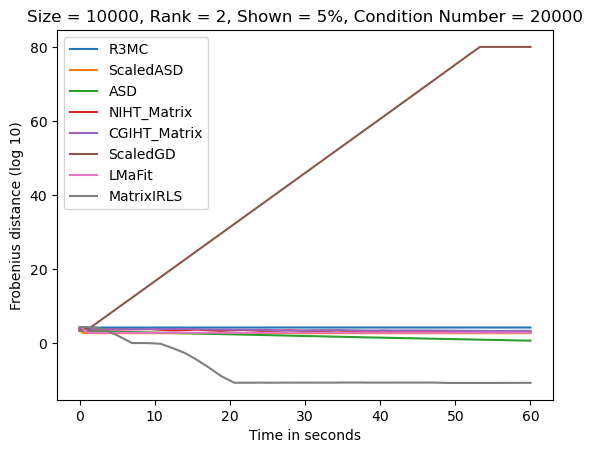 Size = 10000, Rank = 2, Shown = 5%, Condition Number = 20000
80
60
40
20
0
Frobenius distance (log 10)
R3MC
ScaledASD
ASD
NIHT_Matrix
CGIHT_Matrix
ScaledGD
LMaFit
MatrixIRLS
0 10 20 30 40 50 60
Time in seconds